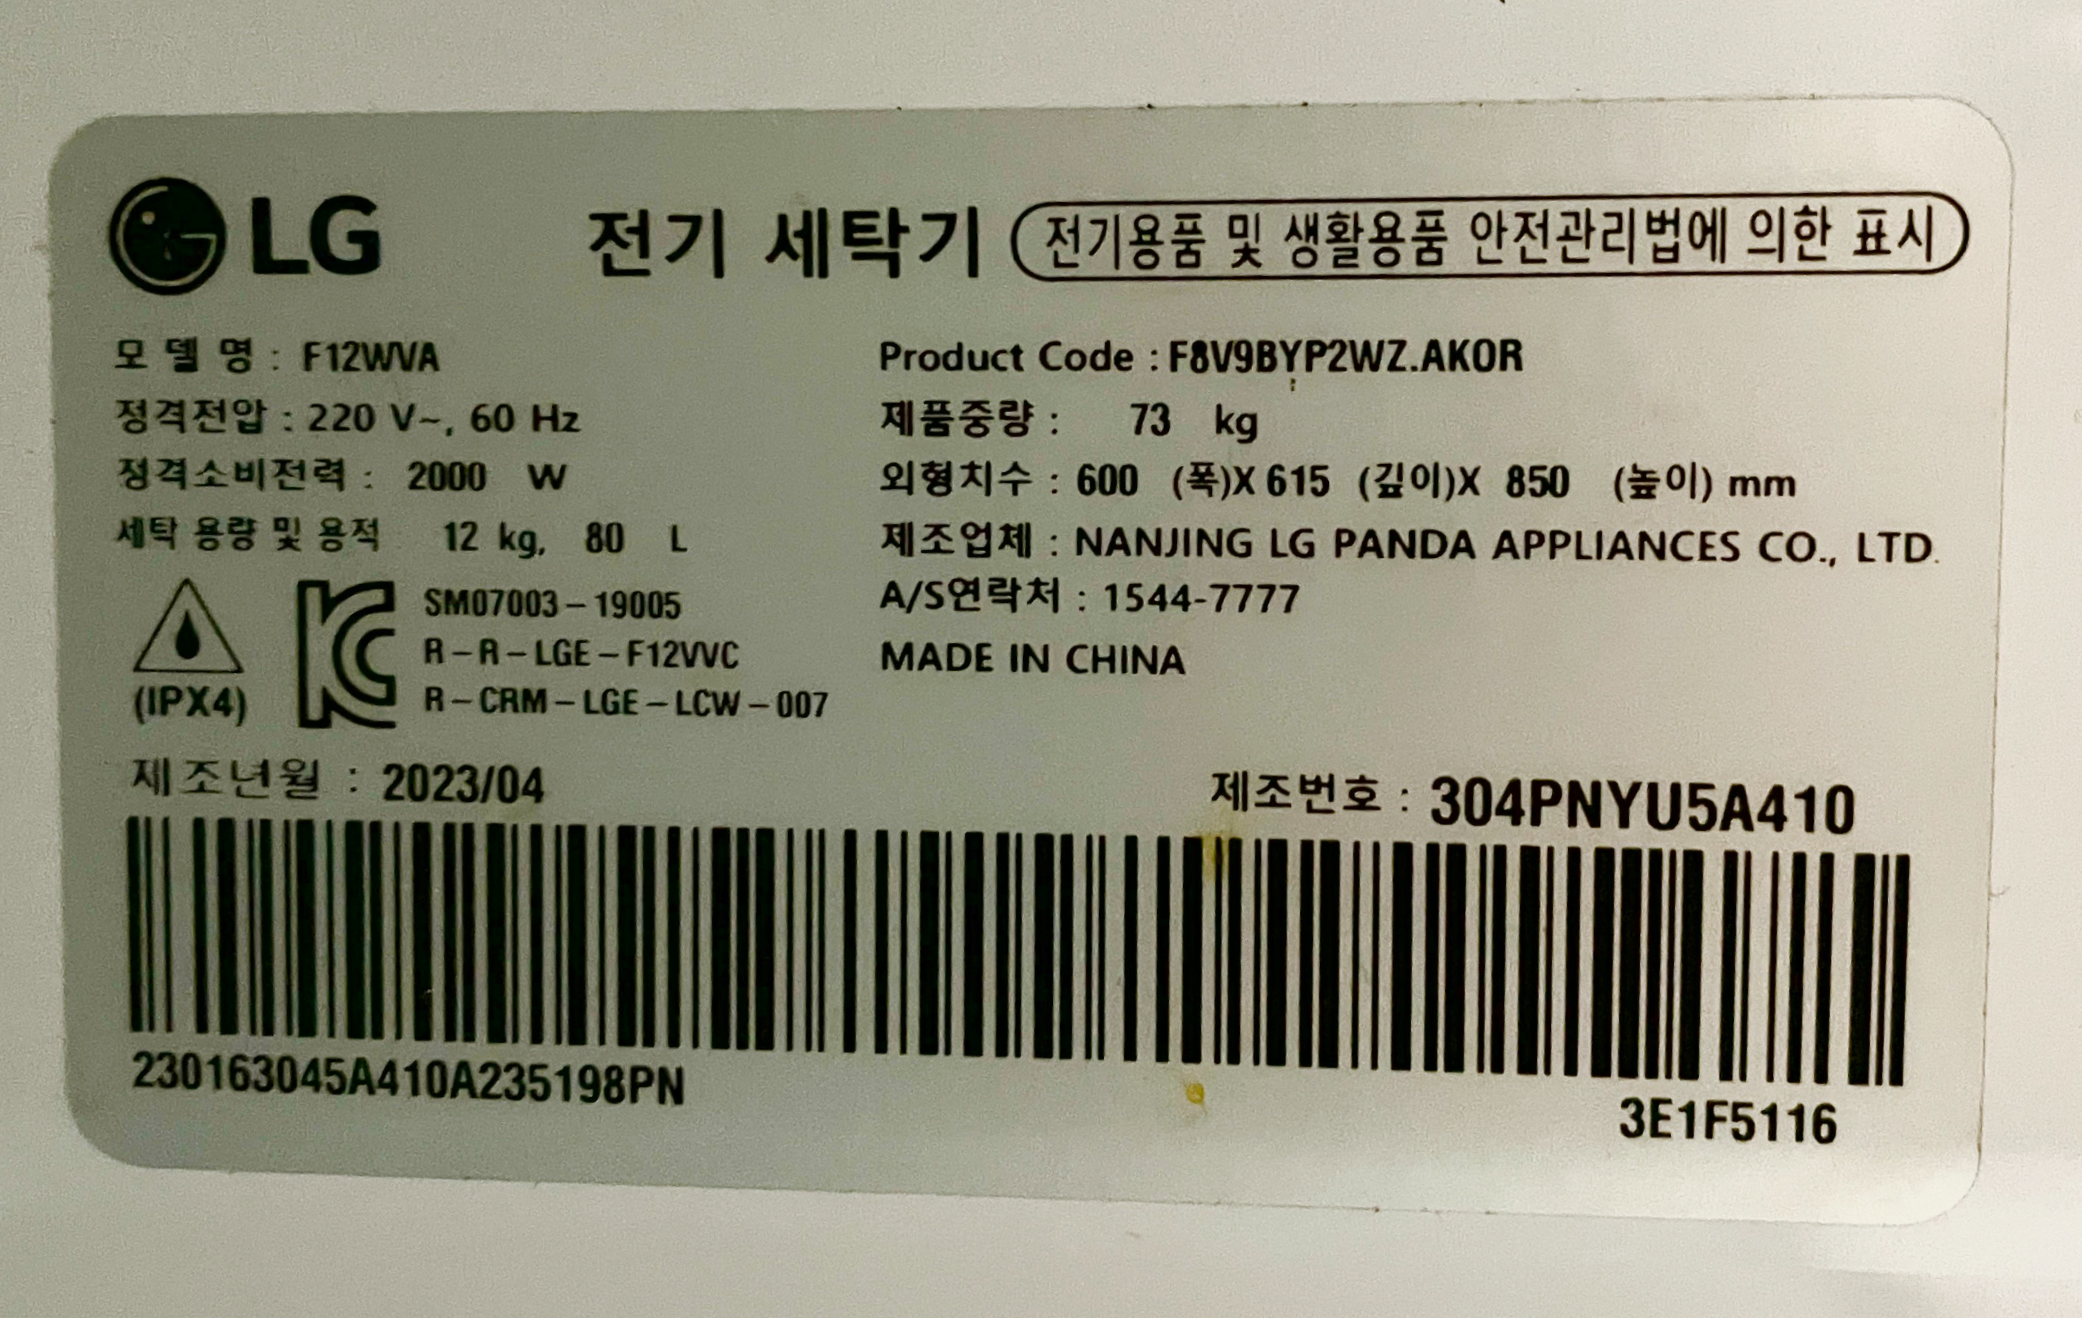 LG 전기 세탁기 전기용품 및 생활용품 안전관리법에 의한 표시
모 델 명 : F12WVA
정격전압 : 220 V~, 60 Hz
정격소비전력 : 2000 W
세탁 용량 및 용적 12 kg, 80 L
(IPX4)
SM07003-19005
R-R-LGE-F12VVC
R-CRM-LGE-LCW-007
Product Code : F8V9BYP2WZ.AKOR
제품중량 : 73 kg
외형치수 : 600 (폭)X 615 (깊이)X 850 (높이) mm
제조업체 : NANJING LG PANDA APPLIANCES CO., LTD.
A/S연락처 : 1544-7777
MADE IN CHINA
제조년월 : 2023/04
제조번호 : 304PNYU5A410
230163045A410A235198PN
3E1F5116